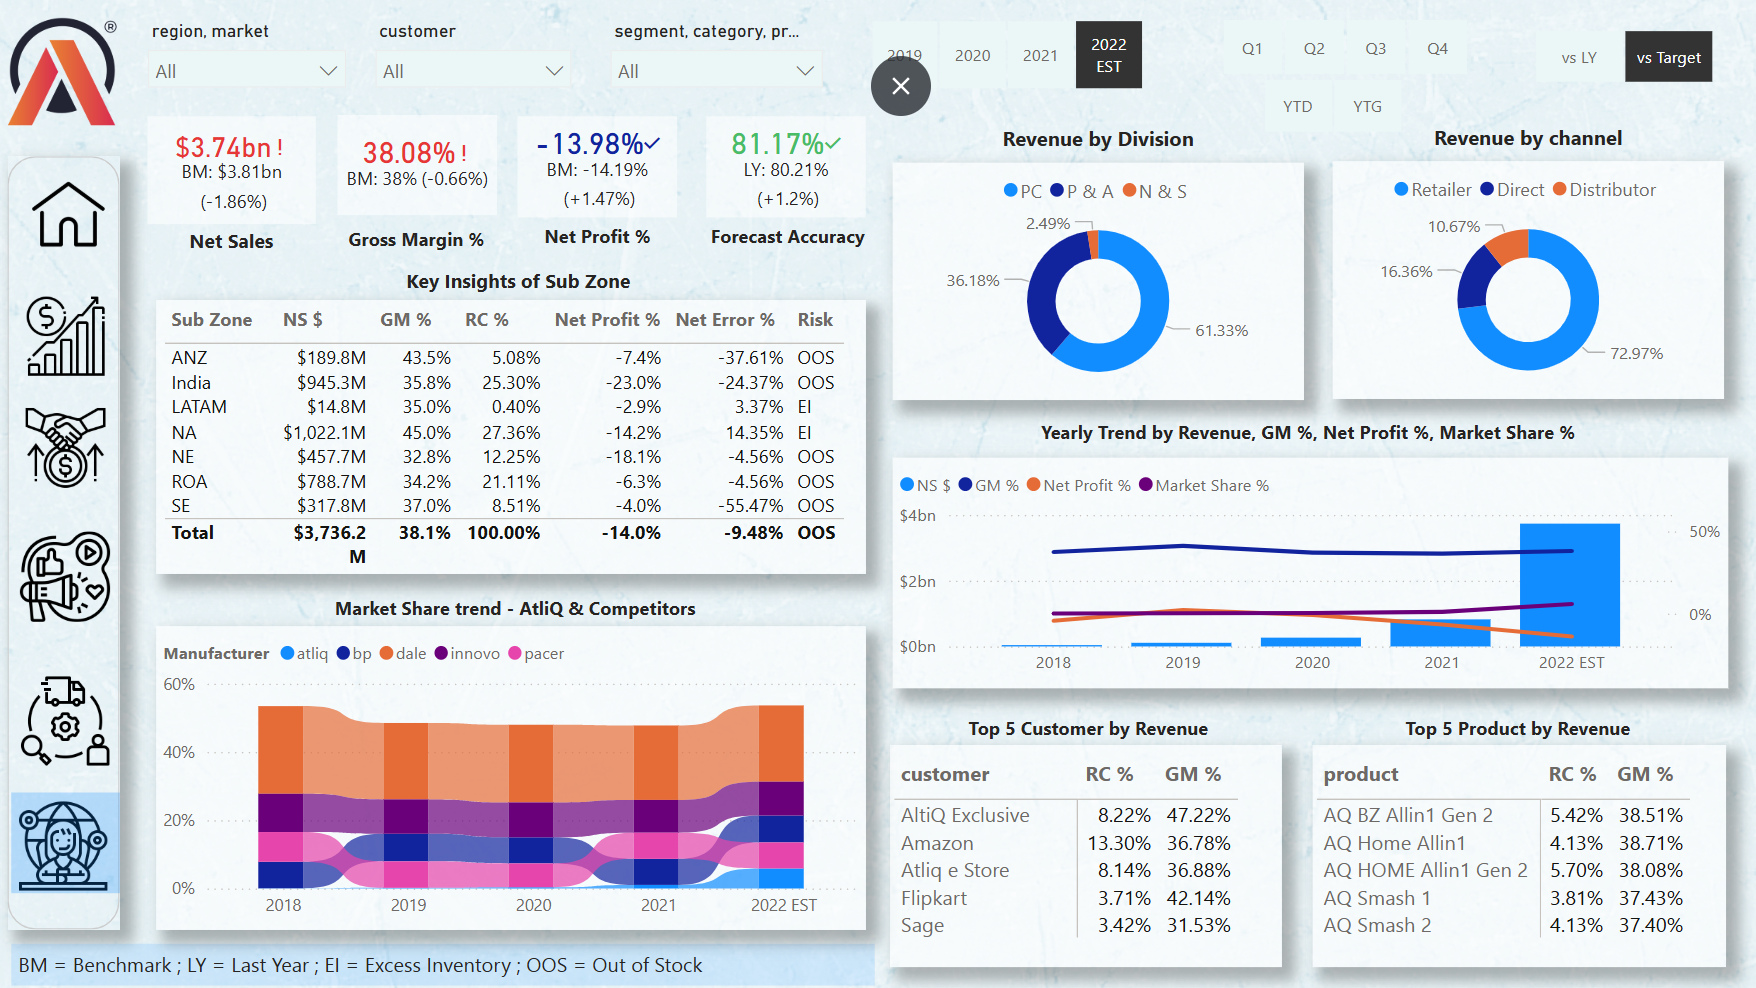 ®
region, market
customer
segment, category, pr...
All
All
All
2019
2020
2021
2022 EST
Q1
Q2
Q3
Q4
YTD
YTG
vs LY
vs Target
$3.74bn !
BM: $3.81bn
(-1.86%)
Net Sales
38.08% !
BM: 38% (-0.66%)
Gross Margin %
-13.98%
BM: -14.19%
(+1.47%)
Net Profit %
81.17%
LY: 80.21%
(+1.2%)
Forecast Accuracy
Key Insights of Sub Zone
Sub Zone NS $ GM % RC % Net Profit % Net Error % Risk
ANZ $189.8M 43.5% 5.08% -7.4% -37.61% OOS
India $945.3M 35.8% 25.30% -23.0% -24.37% OOS
LATAM $14.8M 35.0% 0.40% -2.9% 3.37% EI
NA $1,022.1M 45.0% 27.36% -14.2% 14.35% EI
NE $457.7M 32.8% 12.25% -18.1% -4.56% OOS
ROA $788.7M 34.2% 21.11% -6.3% -4.56% OOS
SE $317.8M 37.0% 8.51% -4.0% -55.47% OOS
Total $3,736.2 38.1% 100.00% -14.0% -9.48% OOS
M
Market Share trend - AtliQ & Competitors
Manufacturer atliq bp dale innovo pacer
60%
40%
20%
0%
2018 2019 2020 2021 2022 EST
BM = Benchmark ; LY = Last Year ; EI = Excess Inventory ; OOS = Out of Stock
Revenue by Division
PC P & A N & S
2.49%
36.18%
61.33%
Revenue by channel
Retailer Direct Distributor
10.67%
16.36%
72.97%
Yearly Trend by Revenue, GM %, Net Profit %, Market Share %
NS $ GM % Net Profit % Market Share %
$4bn
$2bn
$0bn
50%
0%
2018 2019 2020 2021 2022 EST
Top 5 Customer by Revenue
customer RC % GM %
AltiQ Exclusive 8.22% 47.22%
Amazon 13.30% 36.78%
Atliq e Store 8.14% 36.88%
Flipkart 3.71% 42.14%
Sage 3.42% 31.53%
Top 5 Product by Revenue
product RC % GM %
AQ BZ Allin1 Gen 2 5.42% 38.51%
AQ Home Allin1 4.13% 38.71%
AQ HOME Allin1 Gen 2 5.70% 38.08%
AQ Smash 1 3.81% 37.43%
AQ Smash 2 4.13% 37.40%